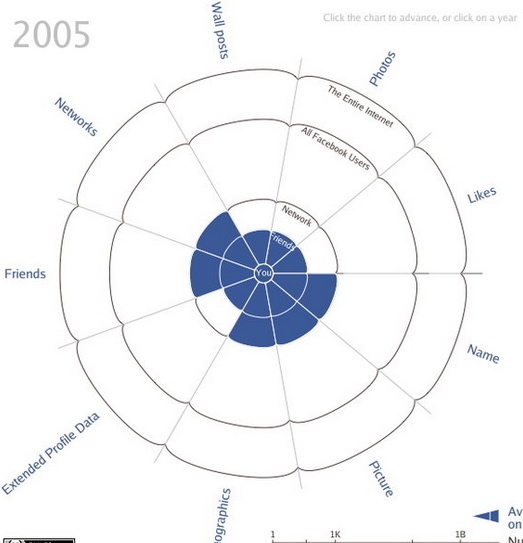 2005
Click the chart to advance, or click on a year
Wall posts
Photos
The Entire Internet
Networks
All Facebook Users
Likes
Network
Friends
You
Friends
Name
Extended Profile Data
Picture
ographics
Av
on
1
1K
1B
Nu